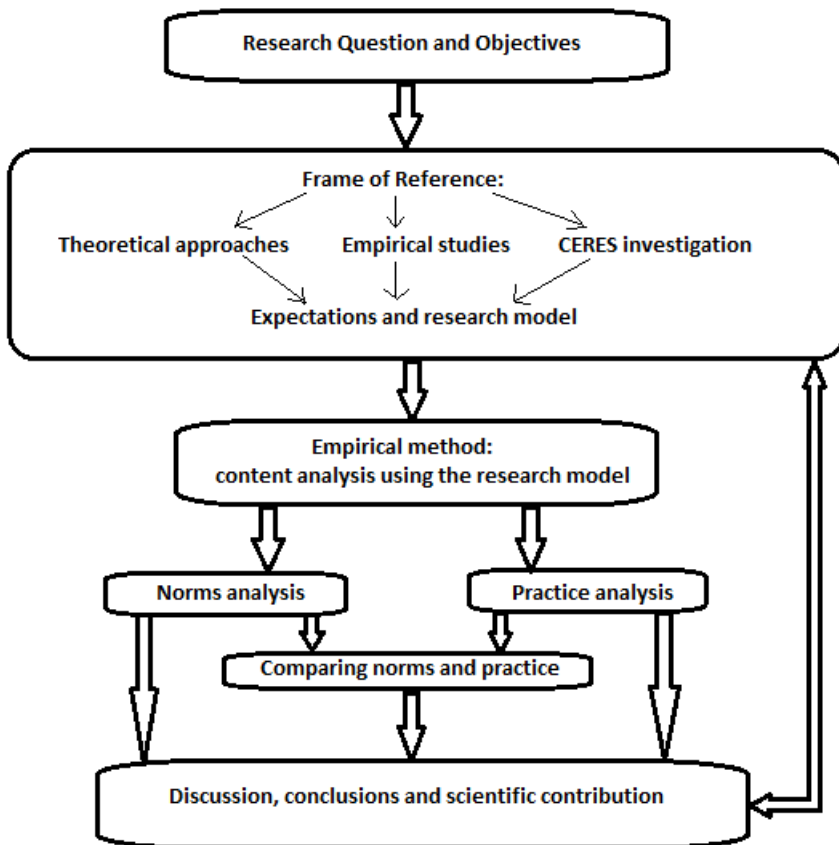 Research Question and Objectives
Frame of Reference:
Theoretical approaches
Empirical studies
CERES investigation
Expectations and research model
Empirical method:
content analysis using the research model
Norms analysis
Practice analysis
Comparing norms and practice
Discussion, conclusions and scientific contribution